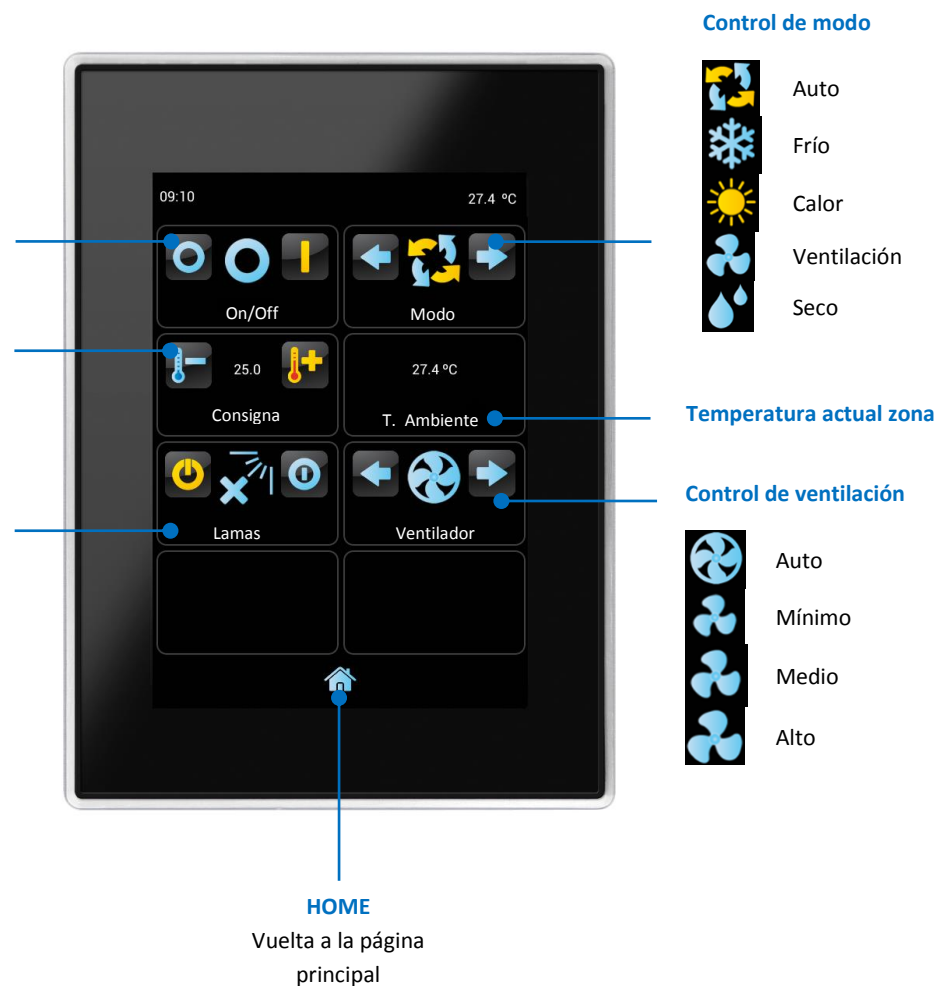 Control de modo
Auto
Frío
Calor
Ventilación
Seco
09:10
27.4 ºC
On/Off
Modo
25.0
27.4 ºC
Consigna
T. Ambiente
Temperatura actual zona
Lamas
Ventilador
Control de ventilación
Auto
Mínimo
Medio
Alto
HOME
Vuelta a la página
principal